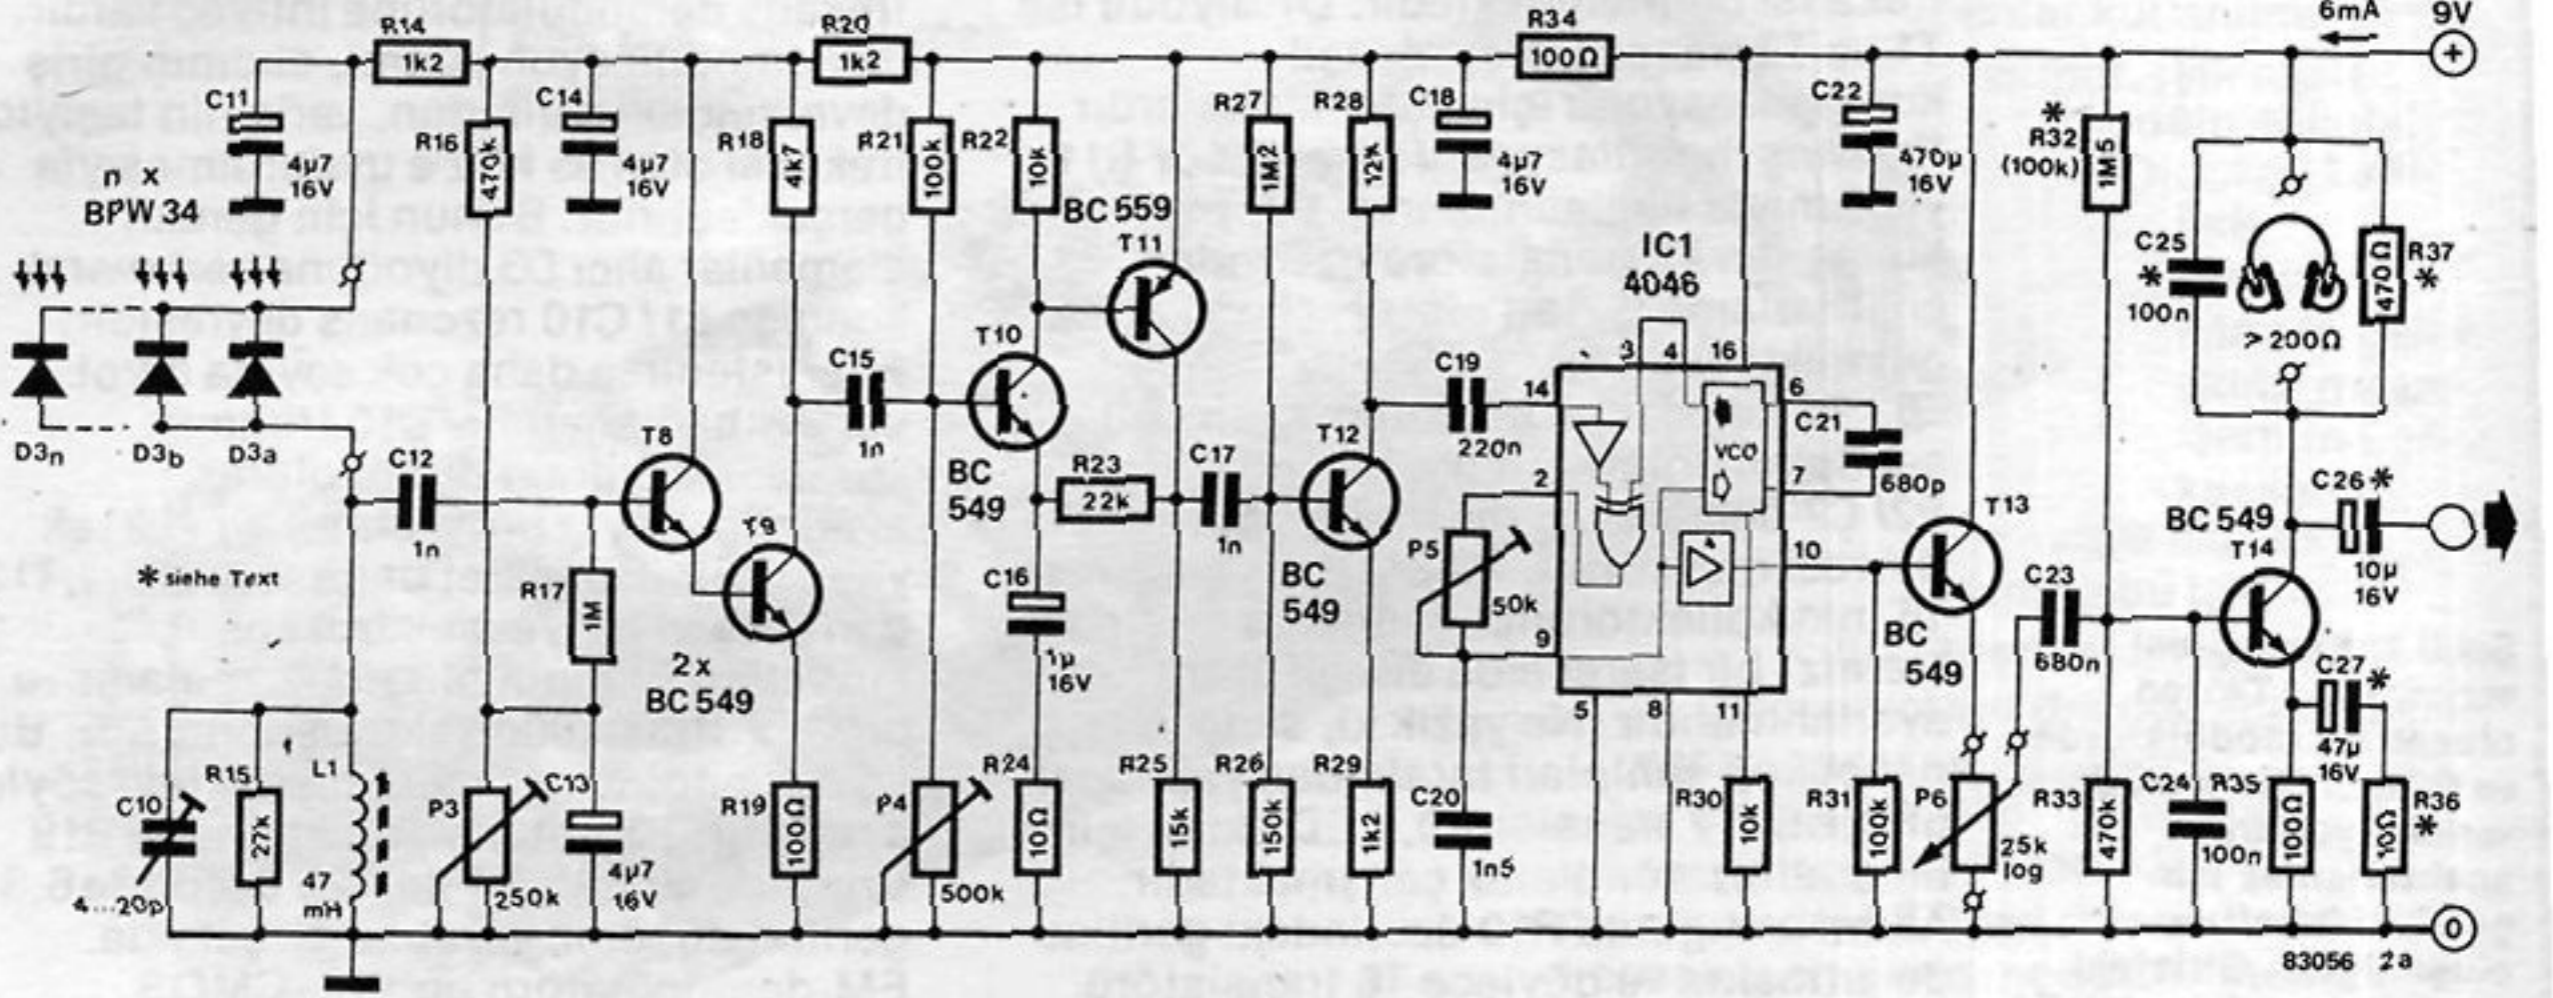 6mA
9V
+
R14
1k2
R20
1k2
R34
100Ω
C11
4µ7
16V
R16
470k
C14
4µ7
16V
R18
4k7
R21
100k
R22
10k
R27
1M2
R28
12k
C18
4µ7
16V
C22
470µ
16V
*
R32
(100k)
1M5
n x
BPW 34
BC 559
T11
IC1
4046
C25
*
100n
> 200Ω
R37
*
470Ω
D3n
D3b
D3a
C12
1n
T8
T9
2x
BC 549
C15
1n
T10
BC
549
R23
22k
C17
1n
T12
BC
549
C19
220n
3
4
16
14
6
2
7
10
9
5
8
11
VCO
C21
680p
T13
BC
549
C23
680n
BC 549
T14
C26 *
10µ
16V
C27 *
47µ
16V
* siehe Text
R17
1M
C16
1µ
16V
P5
50k
C10
4...20p
R15
27k
L1
47
mH
P3
250k
C13
4µ7
16V
R19
100Ω
P4
500k
R24
10Ω
R25
15k
R26
150k
R29
1k2
C20
1n5
R30
10k
R31
100k
P6
25k
log
R33
470k
C24
100n
R35
100Ω
R36
*
10Ω
0
83056 2a